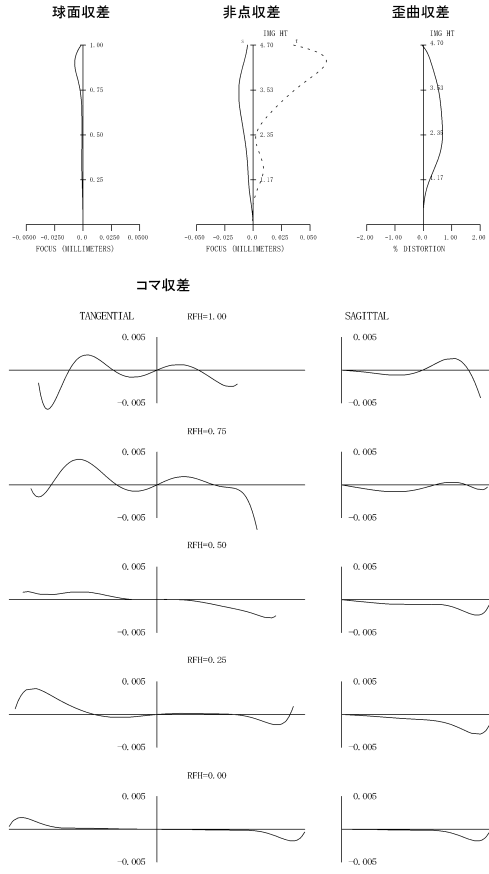 球面収差 非点収差 歪曲収差
IMG HT IMG HT
s t
1.00 4.70 4.70
0.75 3.53 3.53
0.50 2.35 2.35
0.25 1.17 1.17
-0.0500 -0.0250 0.0 0.0250 0.0500 -0.050 -0.025 0.0 0.025 0.050 -2.00 -1.00 0.0 1.00 2.00
FOCUS (MILLIMETERS) FOCUS (MILLIMETERS) % DISTORTION
コマ収差
TANGENTIAL RFH=1.00 SAGITTAL
0.005 0.005
-0.005 -0.005
RFH=0.75
0.005 0.005
-0.005 -0.005
RFH=0.50
0.005 0.005
-0.005 -0.005
RFH=0.25
0.005 0.005
-0.005 -0.005
RFH=0.00
0.005 0.005
-0.005 -0.005